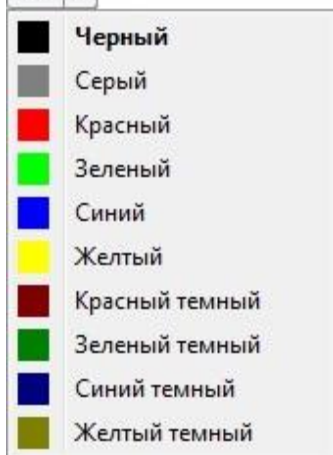 Черный
Серый
Красный
Зеленый
Синий
Желтый
Красный темный
Зеленый темный
Синий темный
Желтый темный